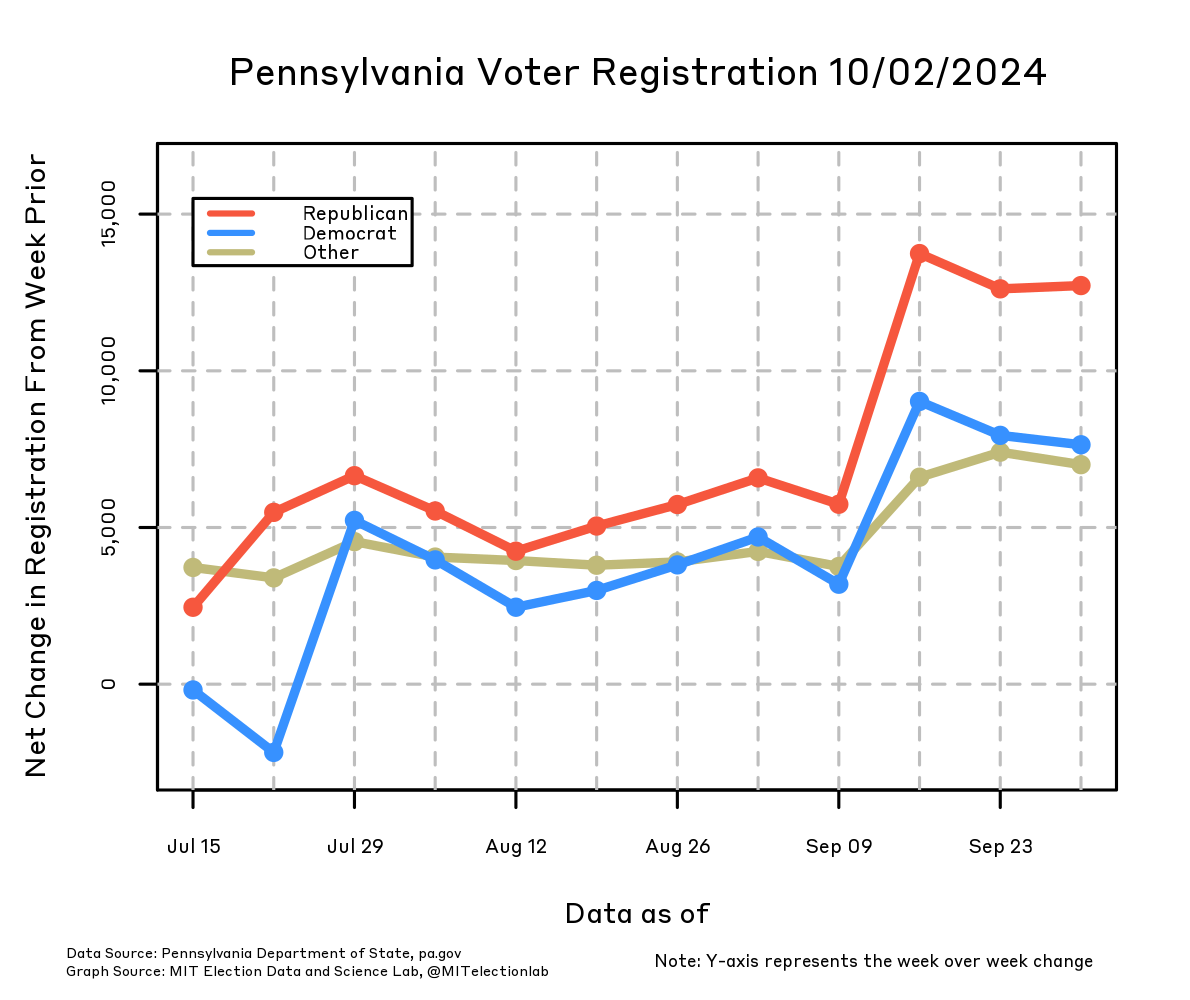 Pennsylvania Voter Registration 10/02/2024
Net Change in Registration From Week Prior
15,000
10,000
5,000
0
Republican
Democrat
Other
Jul 15
Jul 29
Aug 12
Aug 26
Sep 09
Sep 23
Data as of
Data Source: Pennsylvania Department of State, pa.gov
Graph Source: MIT Election Data and Science Lab, @MITelectionlab
Note: Y-axis represents the week over week change